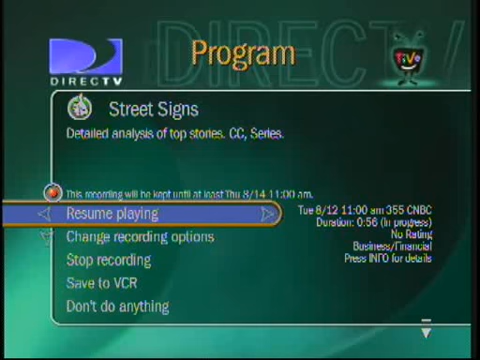 DIRECTV
Program
TiVo
DIRECTV
Street Signs
Detailed analysis of top stories. CC, Series.
This recording will be kept until at least Thu 8/14 11:00 am.
Resume playing
Tue 8/12 11:00 am 355 CNBC
Change recording options
Duration: 0:56 (In progress)
No Rating
Stop recording
Business/Financial
Press INFO for details
Save to VCR
Don't do anything